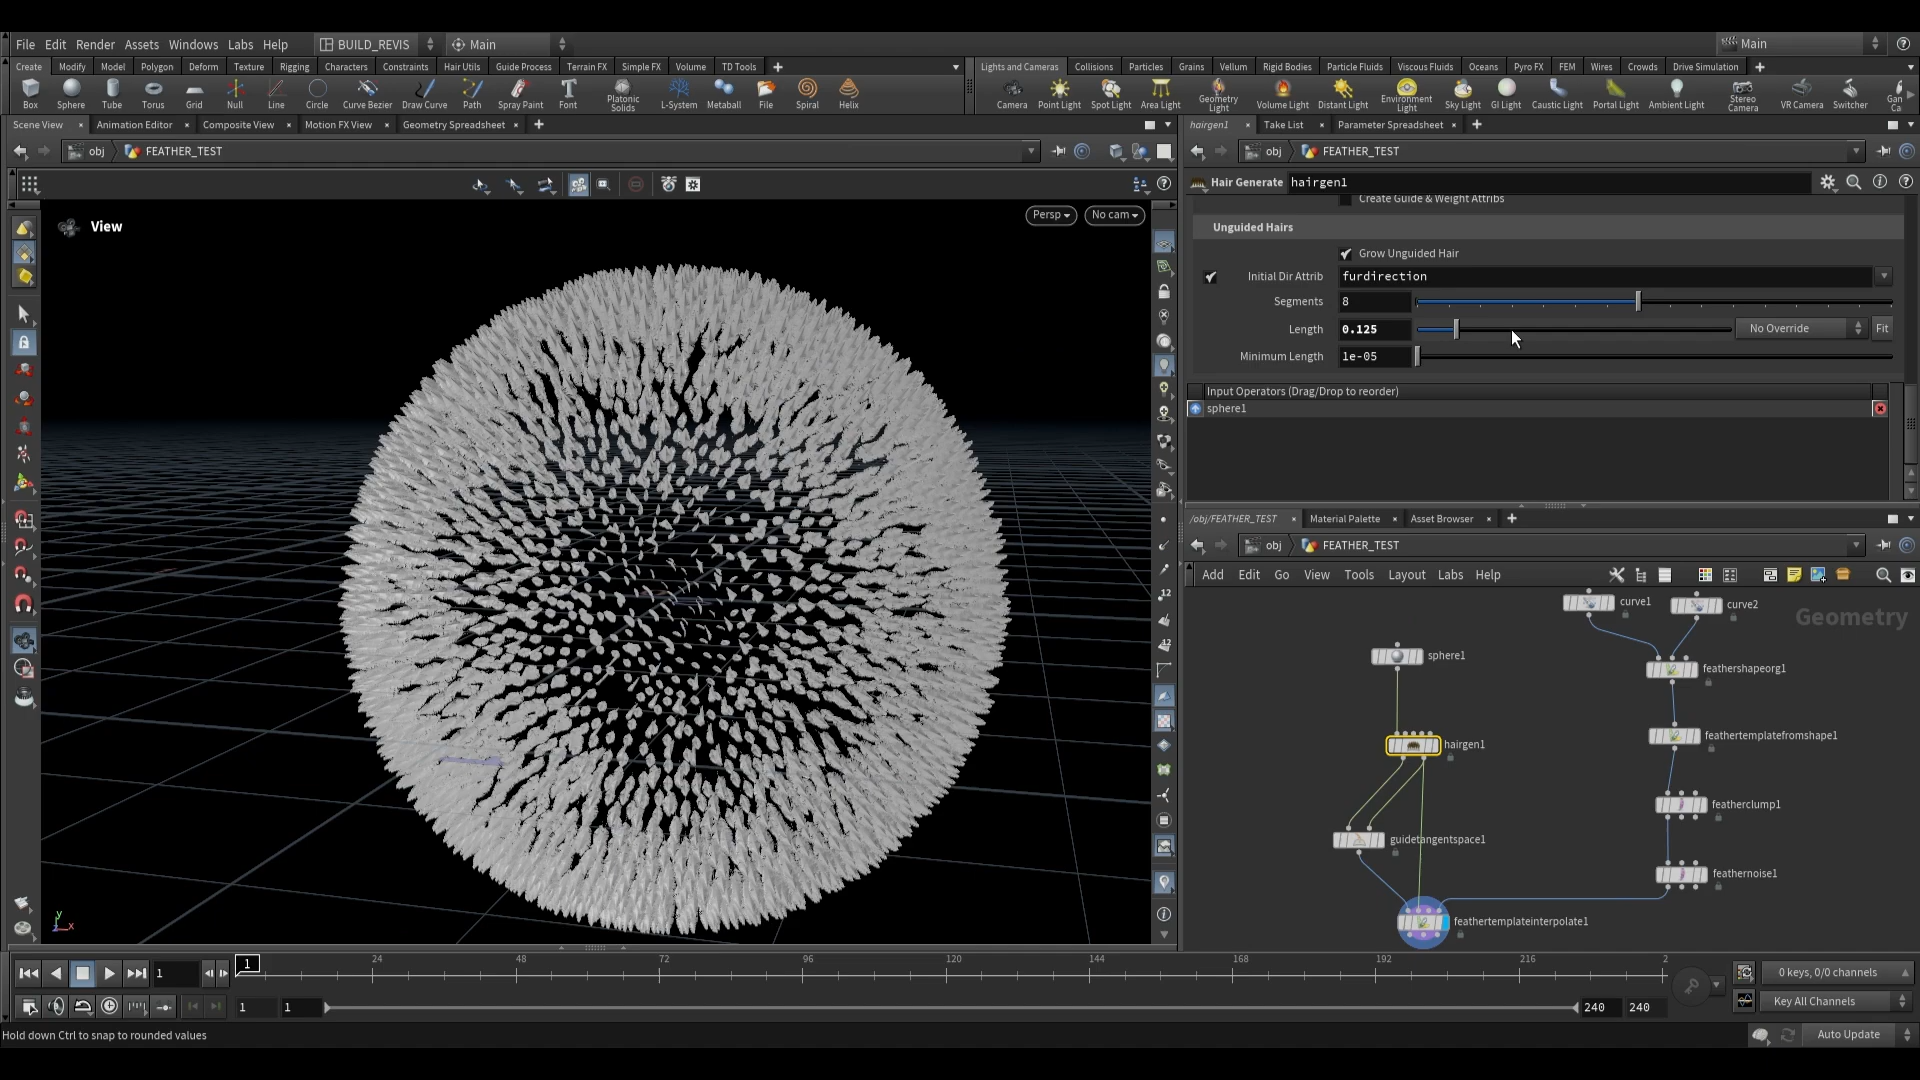 File Edit Render Assets Windows Labs Help BUILD_REVIS Main Main
Create Modify Model Polygon Deform Texture Rigging Characters Constraints Hair Utils Guide Process Terrain FX Simple FX Volume TD Tools
Lights and Cameras Collisions Particles Grains Vellum Rigid Bodies Particle Fluids Viscous Fluids Oceans Pyro FX FEM Wires Crowds Drive Simulation
Box Sphere Tube Torus Grid Null Line Circle Curve Bezier Draw Curve Path Spray Paint Font Platonic Solids L-System Metaball File Spiral Helix
Camera Point Light Spot Light Area Light Geometry Light Volume Light Distant Light Environment Light Sky Light GI Light Caustic Light Portal Light Ambient Light Stereo Camera VR Camera Switcher
Scene View Animation Editor Composite View Motion FX View Geometry Spreadsheet
hairgen1 Take List Parameter Spreadsheet
obj FEATHER_TEST
obj FEATHER_TEST
Hair Generate hairgen1
View
Persp No cam
Create Guide & Weight Attribs
Unguided Hairs
Grow Unguided Hair
Initial Dir Attrib furdirection
Segments 8
Length 0.125 No Override Fit
Minimum Length 1e-05
Input Operators (Drag/Drop to reorder)
sphere1
/obj/FEATHER_TEST Material Palette Asset Browser
obj FEATHER_TEST
Add Edit Go View Tools Layout Labs Help
Geometry
curve1 curve2
sphere1
feathershapeorg1
hairgen1
feathertemplatefromshape1
featherclump1
guidetangentspace1
feathernoise1
feathertemplateinterpolate1
12
12
y
x
1 1 24 48 72 96 120 144 168 192 216 2
0 keys, 0/0 channels
1 1 240 240
Key All Channels
Hold down Ctrl to snap to rounded values
Auto Update